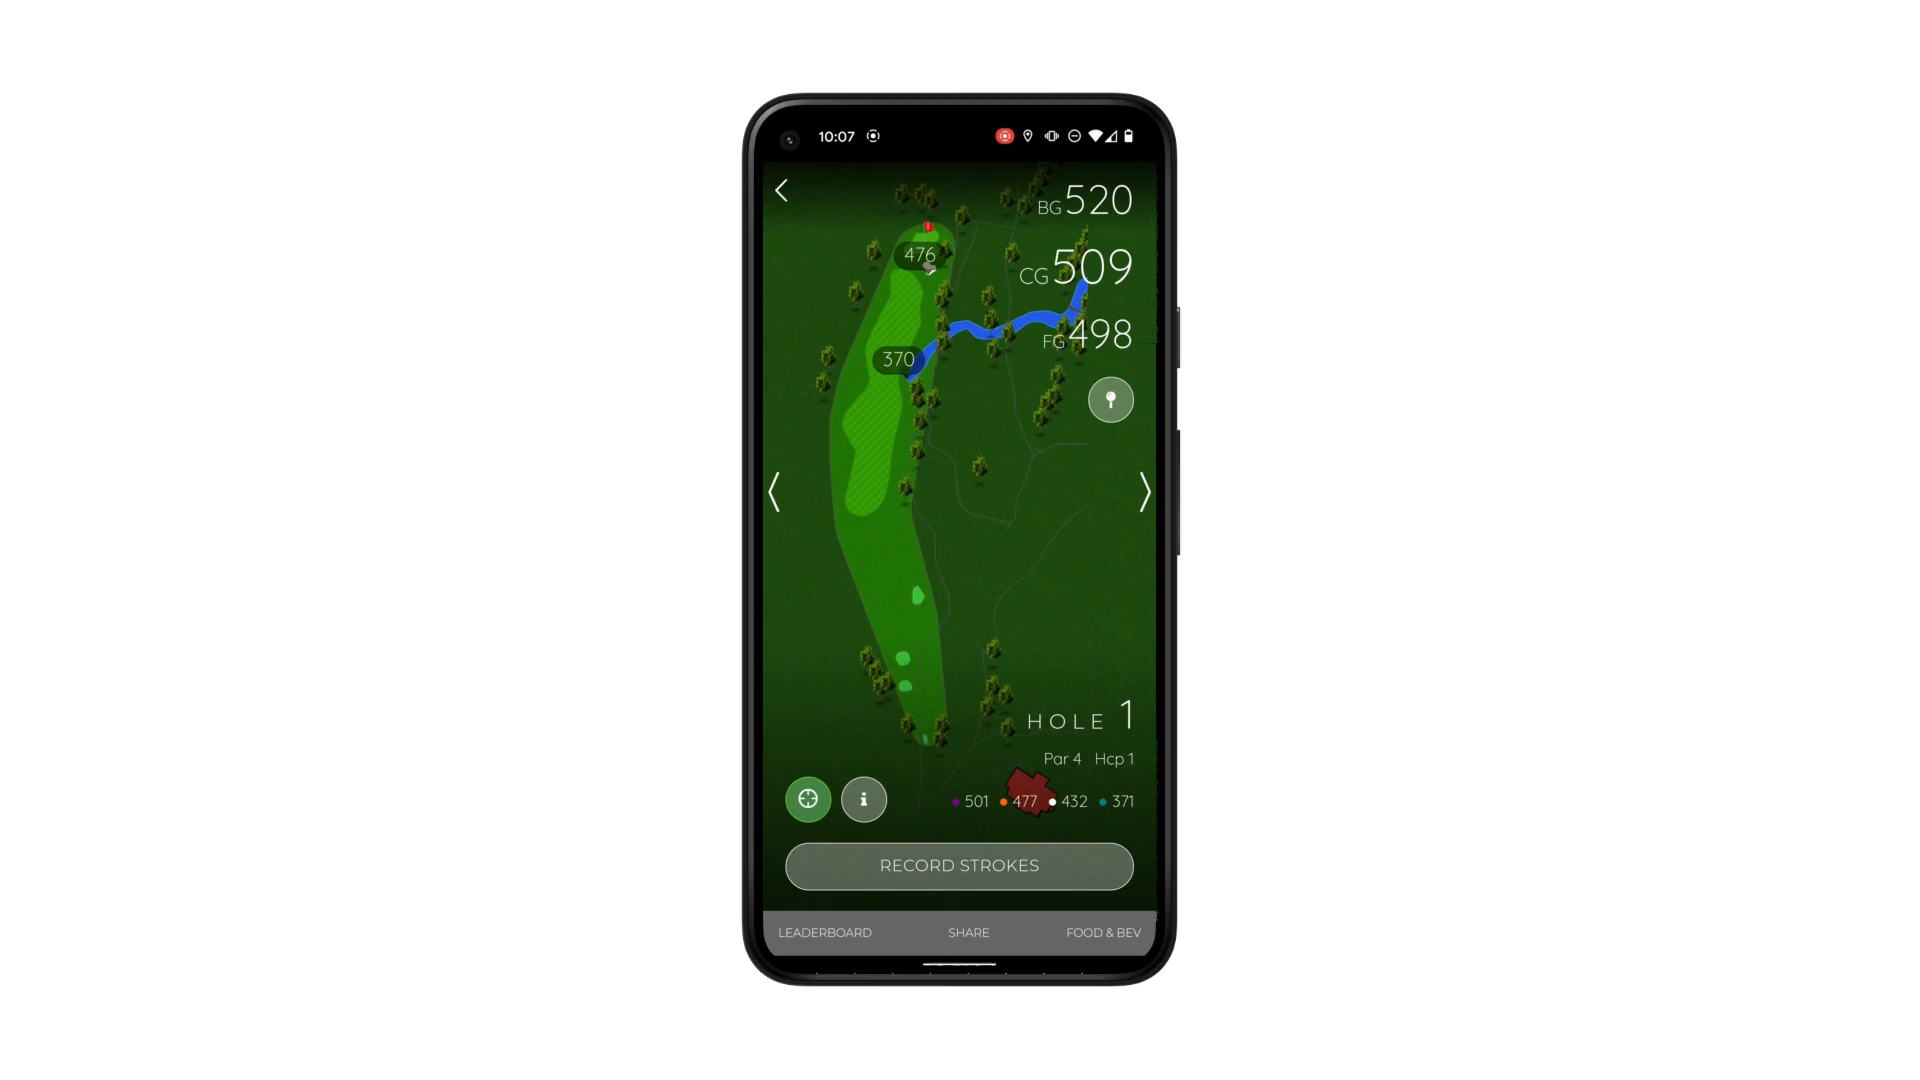 10:07
BG 520
476
CG 509
FG 498
370
HOLE 1
Par 4 Hcp 1
501 477 432 371
RECORD STROKES
LEADERBOARD SHARE FOOD & BEV